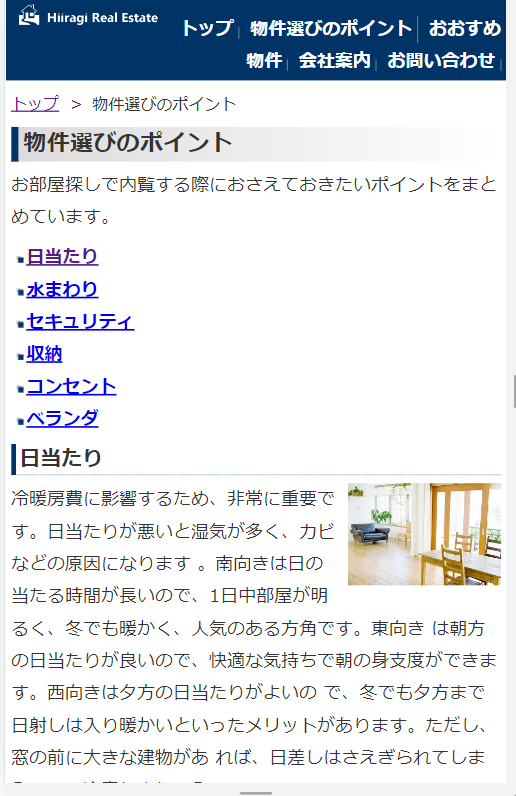 Hiiragi Real Estate
トップ | 物件選びのポイント | おおすめ
物件 | 会社案内 | お問い合わせ |
トップ > 物件選びのポイント
物件選びのポイント
お部屋探しで内覧する際におさえておきたいポイントをまと
めています。
日当たり
水まわり
セキュリティ
収納
コンセント
ベランダ
日当たり
冷暖房費に影響するため、非常に重要で
す。日当たりが悪いと湿気が多く、カビ
などの原因になります 。南向きは日の
当たる時間が長いので、1日中部屋が明
るく、冬でも暖かく、人気のある方角です。東向き は朝方
の日当たりが良いので、快適な気持ちで朝の身支度ができま
す。西向きは夕方の日当たりがよいの で、冬でも夕方まで
日射しは入り暖かいといったメリットがあります。ただし、
窓の前に大きな建物があ れば、日差しはさえぎられてしま